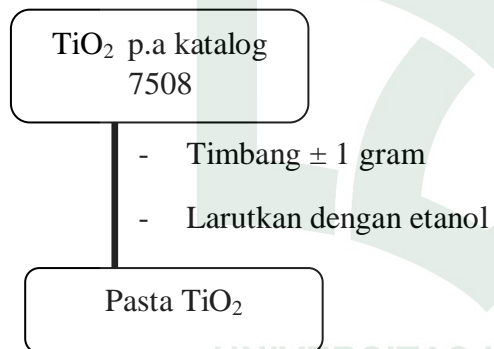 TiO₂ p.a katalog
7508
- Timbang ± 1 gram
- Larutkan dengan etanol
Pasta TiO₂